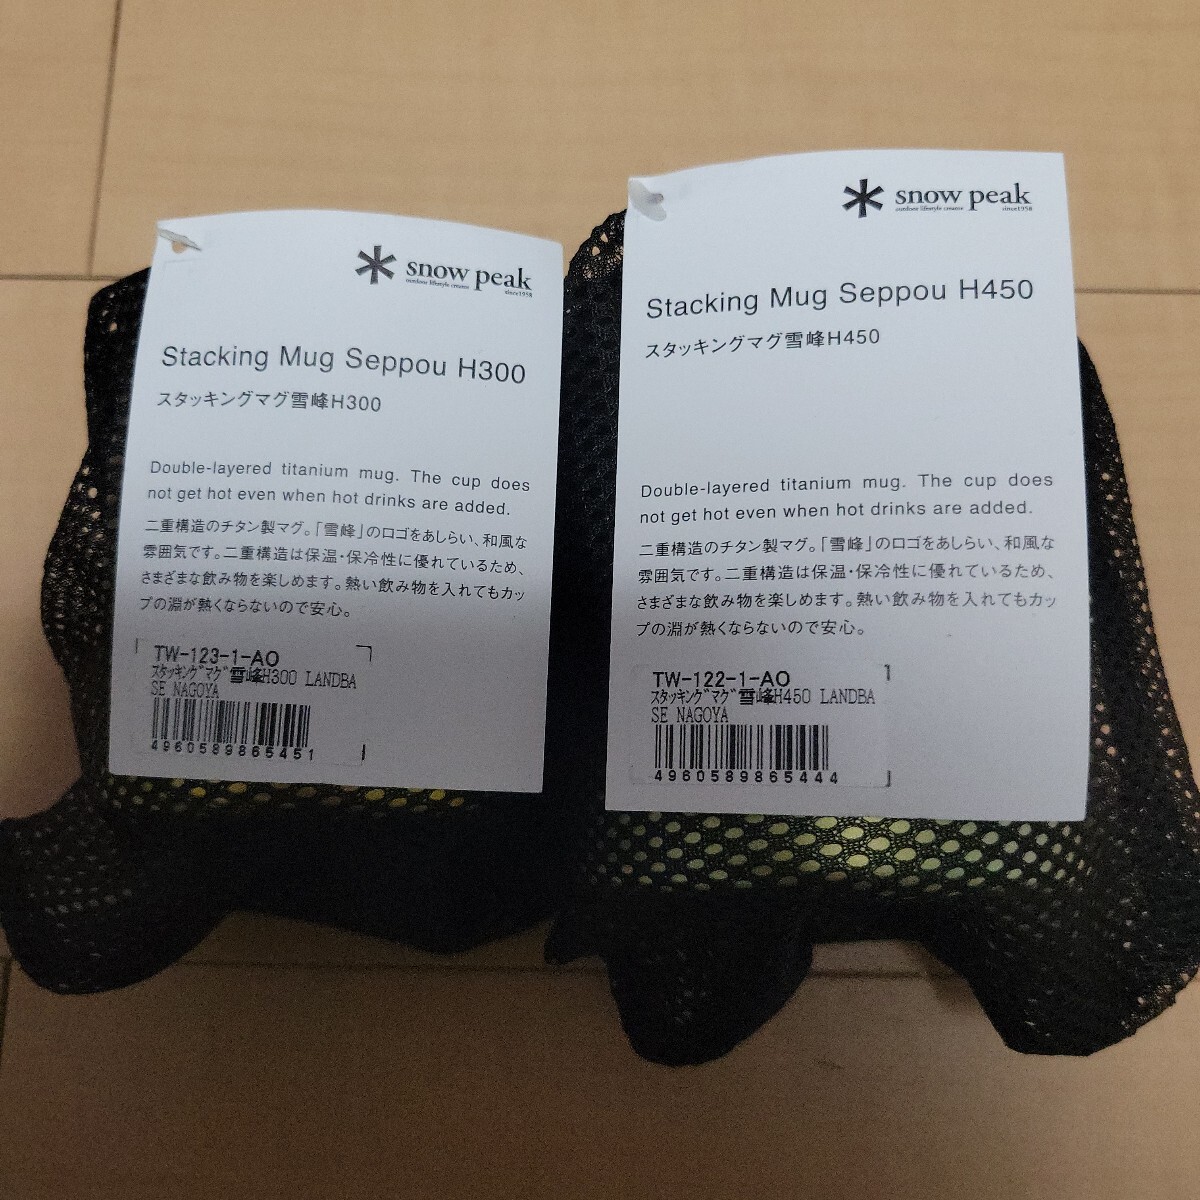 snow peak
outdoor lifestyle creator
since1958
Stacking Mug Seppou H300
スタッキングマグ雪峰H300
Double-layered titanium mug. The cup does
not get hot even when hot drinks are added.
二重構造のチタン製マグ。「雪峰」のロゴをあしらい、和風な
雰囲気です。二重構造は保温・保冷性に優れているため、
さまざまな飲み物を楽しめます。熱い飲み物を入れてもカッ
プの淵が熱くならないので安心。
TW-123-1-AO
ｽﾀｯｷﾝｸﾞﾏｸﾞ雪峰H300 LANDBA
SE NAGOYA
4960589865451
snow peak
outdoor lifestyle creator
since1958
Stacking Mug Seppou H450
スタッキングマグ雪峰H450
Double-layered titanium mug. The cup does
not get hot even when hot drinks are added.
二重構造のチタン製マグ。「雪峰」のロゴをあしらい、和風な
雰囲気です。二重構造は保温・保冷性に優れているため、
さまざまな飲み物を楽しめます。熱い飲み物を入れてもカッ
プの淵が熱くならないので安心。
TW-122-1-AO
ｽﾀｯｷﾝｸﾞﾏｸﾞ雪峰H450 LANDBA
SE NAGOYA
4960589865444